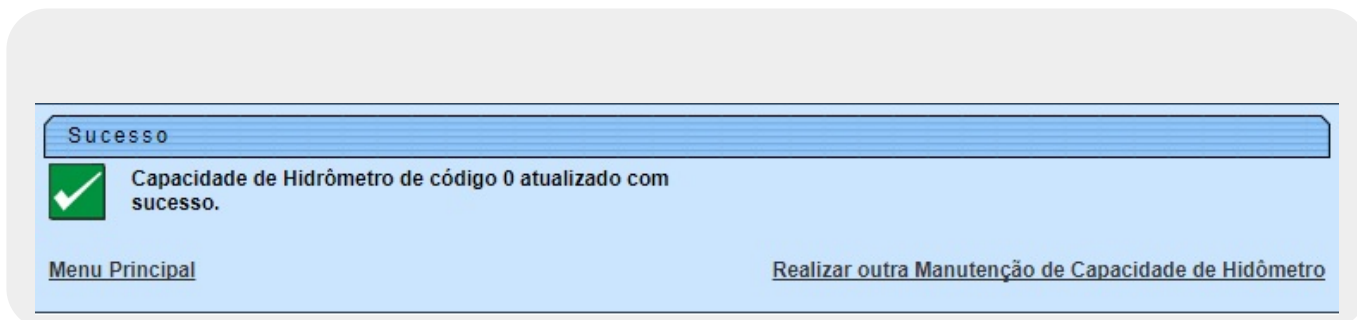 Sucesso
Capacidade de Hidrômetro de código 0 atualizado com
sucesso.
Menu Principal
Realizar outra Manutenção de Capacidade de Hidômetro